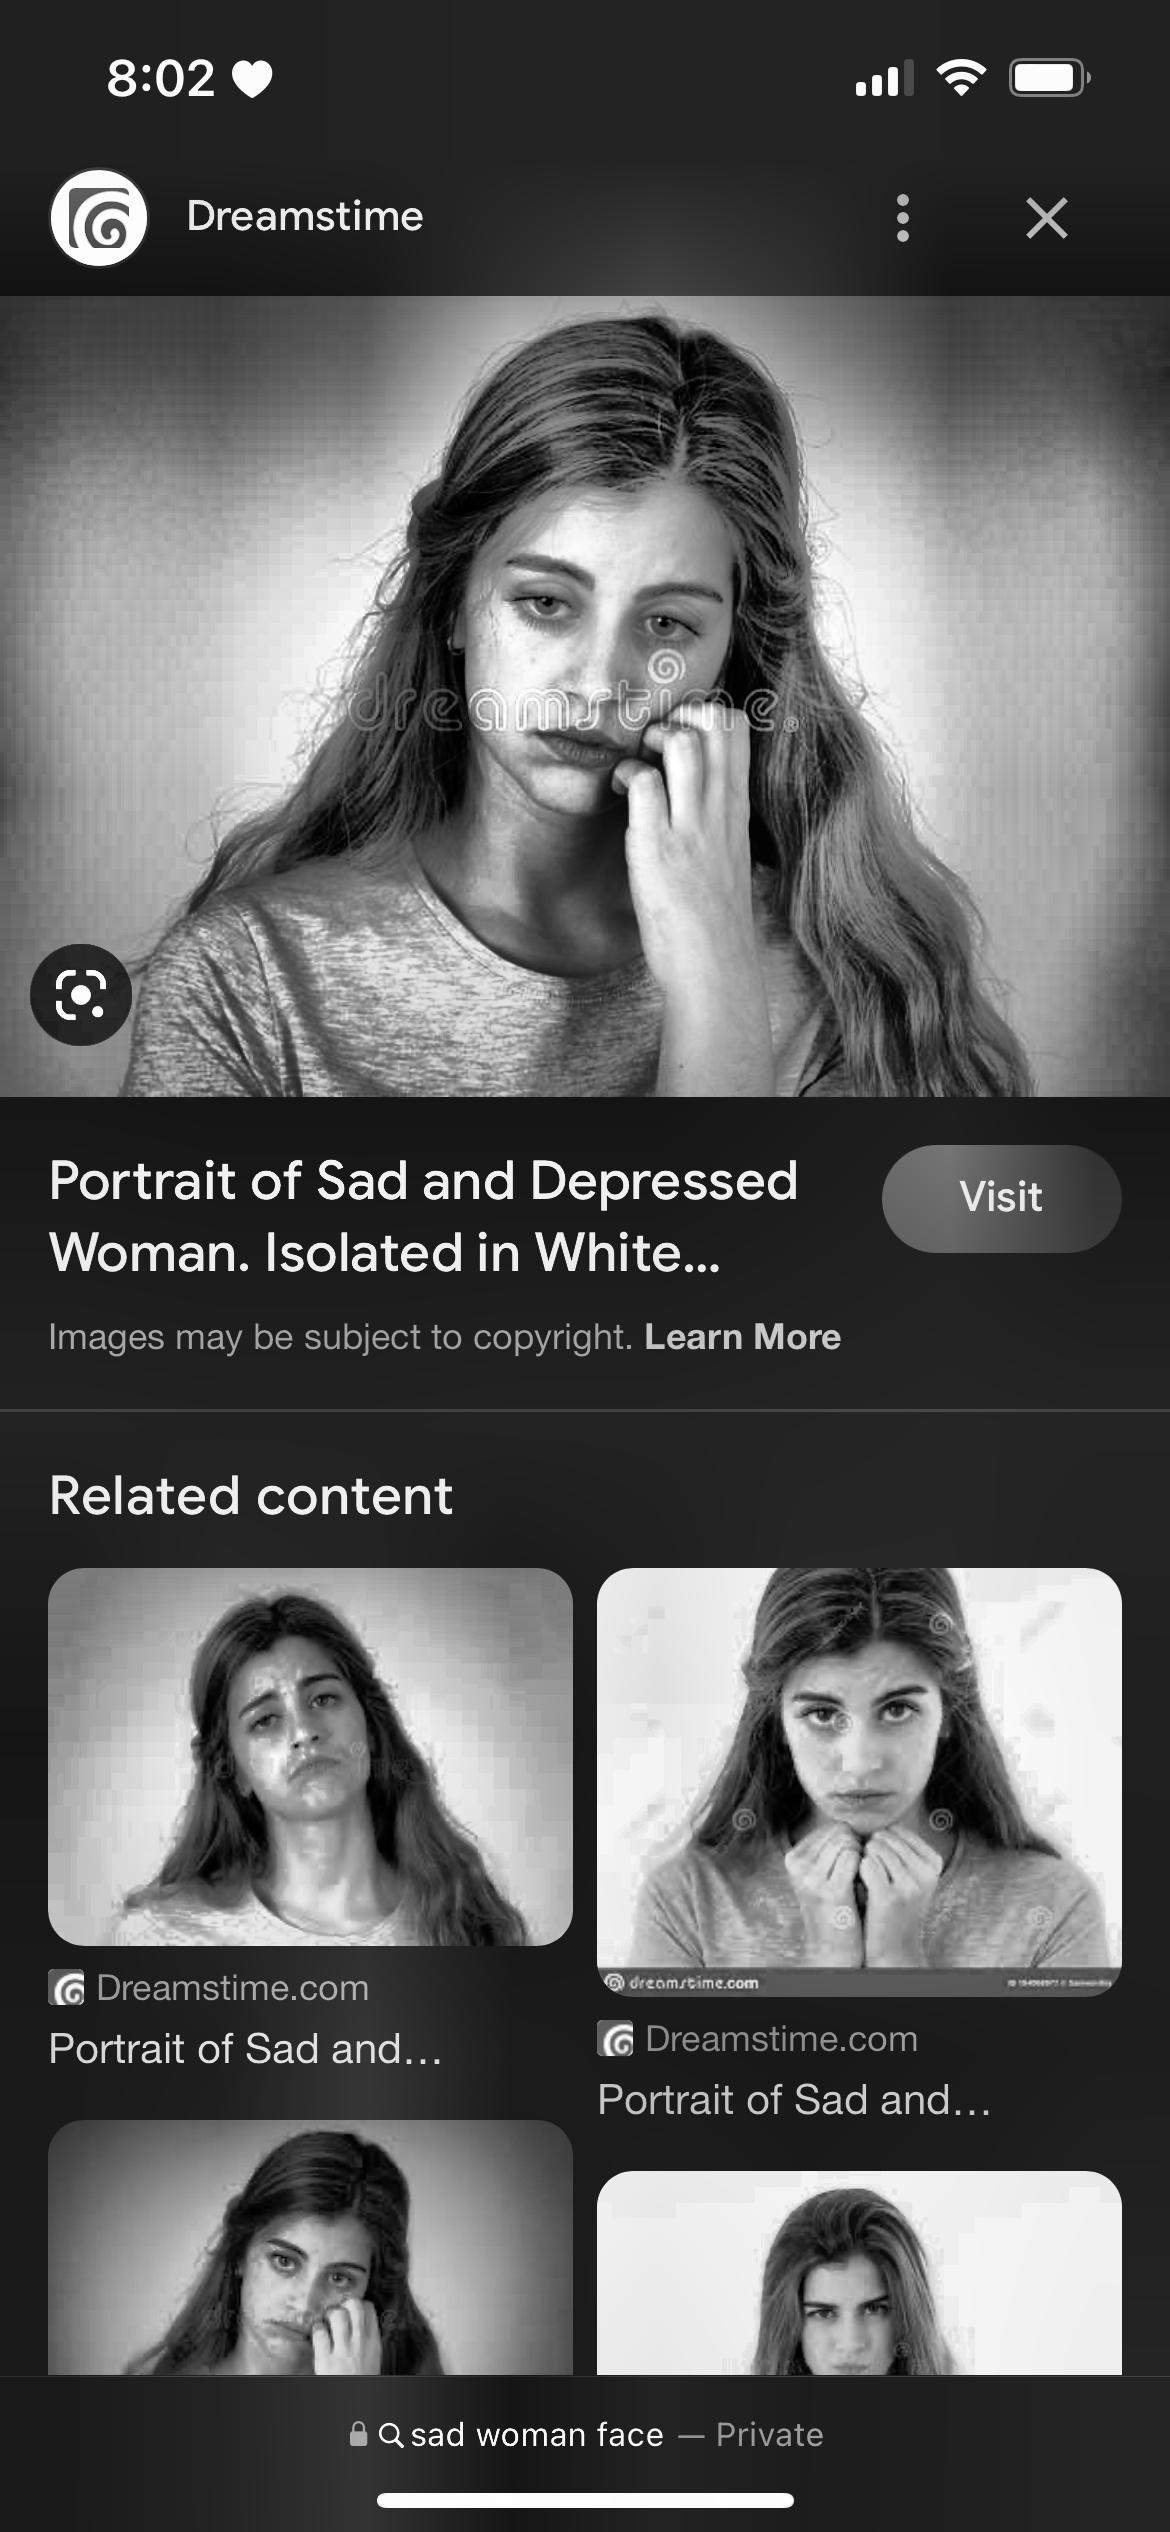 8:02
Dreamstime
dreamstime
Portrait of Sad and Depressed
Woman. Isolated in White...
Visit
Images may be subject to copyright. Learn More
Related content
dreamstime.com
Dreamstime.com
Portrait of Sad and...
Dreamstime.com
Portrait of Sad and...
sad woman face — Private